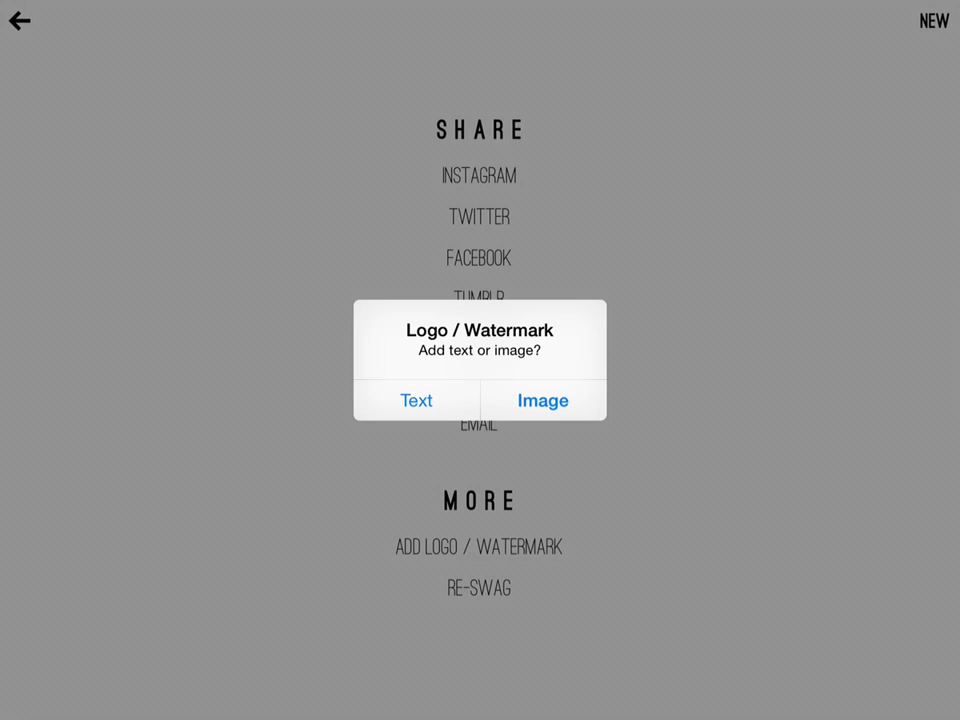 NEW
SHARE
INSTAGRAM
TWITTER
FACEBOOK
TUMBLR
Logo / Watermark
Add text or image?
Text Image
EMAIL
MORE
ADD LOGO / WATERMARK
RE-SWAG